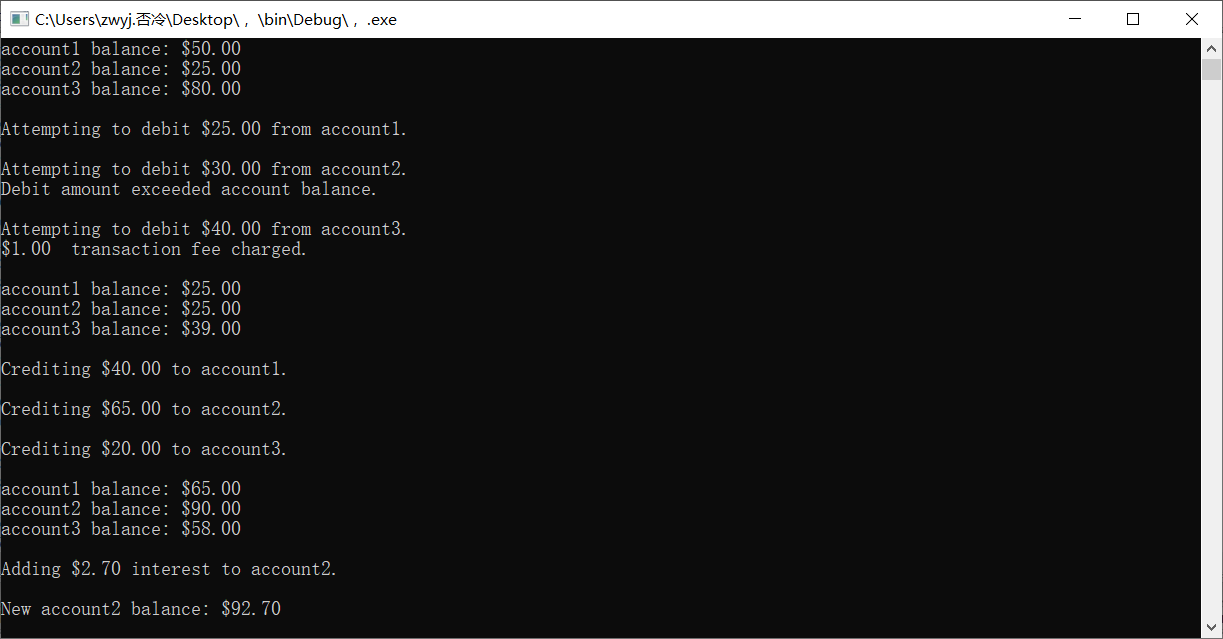 C:\Users\zwyj.否冷\Desktop\，\bin\Debug\，.exe
account1 balance: $50.00
account2 balance: $25.00
account3 balance: $80.00
Attempting to debit $25.00 from account1.
Attempting to debit $30.00 from account2.
Debit amount exceeded account balance.
Attempting to debit $40.00 from account3.
$1.00  transaction fee charged.
account1 balance: $25.00
account2 balance: $25.00
account3 balance: $39.00
Crediting $40.00 to account1.
Crediting $65.00 to account2.
Crediting $20.00 to account3.
account1 balance: $65.00
account2 balance: $90.00
account3 balance: $58.00
Adding $2.70 interest to account2.
New account2 balance: $92.70